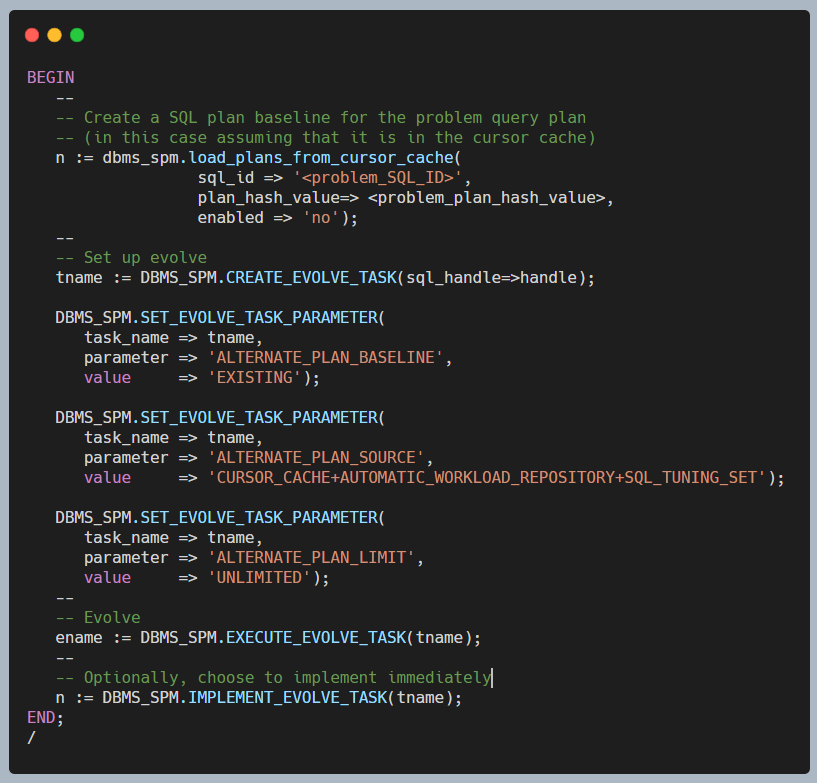 BEGIN
--
-- Create a SQL plan baseline for the problem query plan
-- (in this case assuming that it is in the cursor cache)
n := dbms_spm.load_plans_from_cursor_cache(
sql_id => '<problem_SQL_ID>',
plan_hash_value=> <problem_plan_hash_value>,
enabled => 'no');
--
-- Set up evolve
tname := DBMS_SPM.CREATE_EVOLVE_TASK(sql_handle=>handle);
DBMS_SPM.SET_EVOLVE_TASK_PARAMETER(
task_name => tname,
parameter => 'ALTERNATE_PLAN_BASELINE',
value => 'EXISTING');
DBMS_SPM.SET_EVOLVE_TASK_PARAMETER(
task_name => tname,
parameter => 'ALTERNATE_PLAN_SOURCE',
value => 'CURSOR_CACHE+AUTOMATIC_WORKLOAD_REPOSITORY+SQL_TUNING_SET');
DBMS_SPM.SET_EVOLVE_TASK_PARAMETER(
task_name => tname,
parameter => 'ALTERNATE_PLAN_LIMIT',
value => 'UNLIMITED');
--
-- Evolve
ename := DBMS_SPM.EXECUTE_EVOLVE_TASK(tname);
--
-- Optionally, choose to implement immediately
n := DBMS_SPM.IMPLEMENT_EVOLVE_TASK(tname);
END;
/